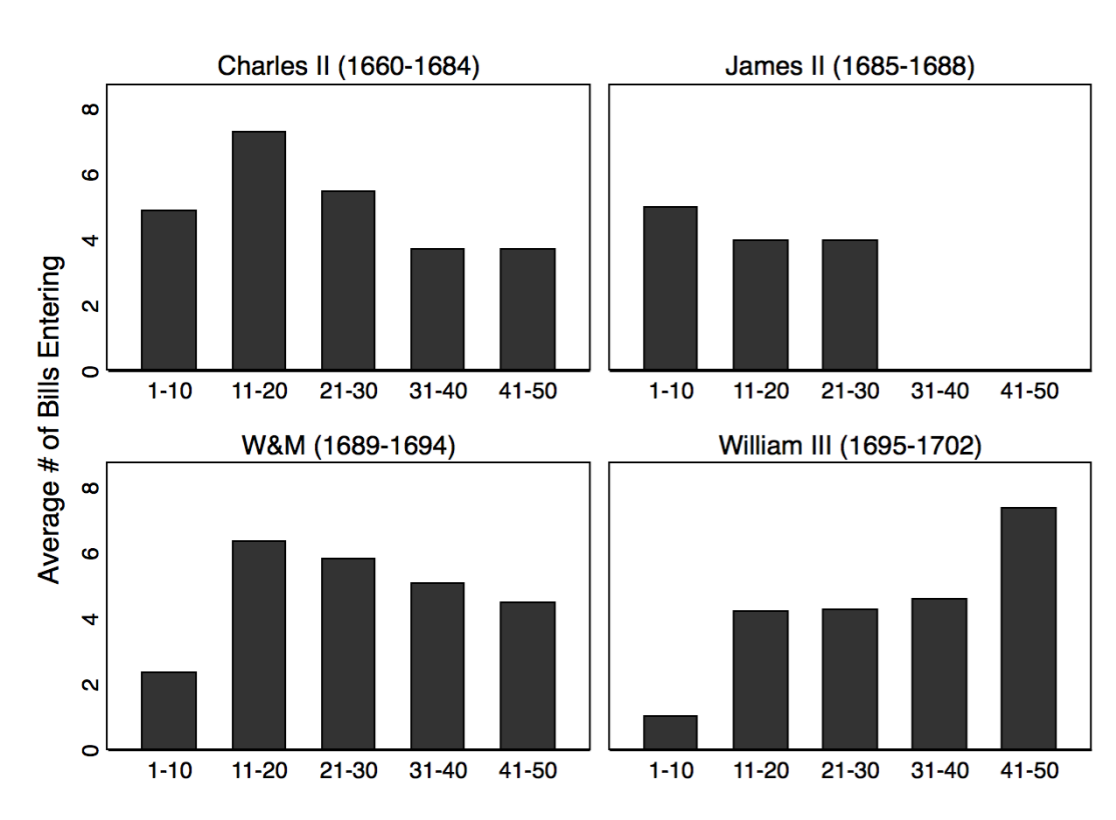 Charles II (1660-1684)
James II (1685-1688)
8
6
4
2
0
1-10 11-20 21-30 31-40 41-50
1-10 11-20 21-30 31-40 41-50
Average # of Bills Entering
W&M (1689-1694)
William III (1695-1702)
8
6
4
2
0
1-10 11-20 21-30 31-40 41-50
1-10 11-20 21-30 31-40 41-50